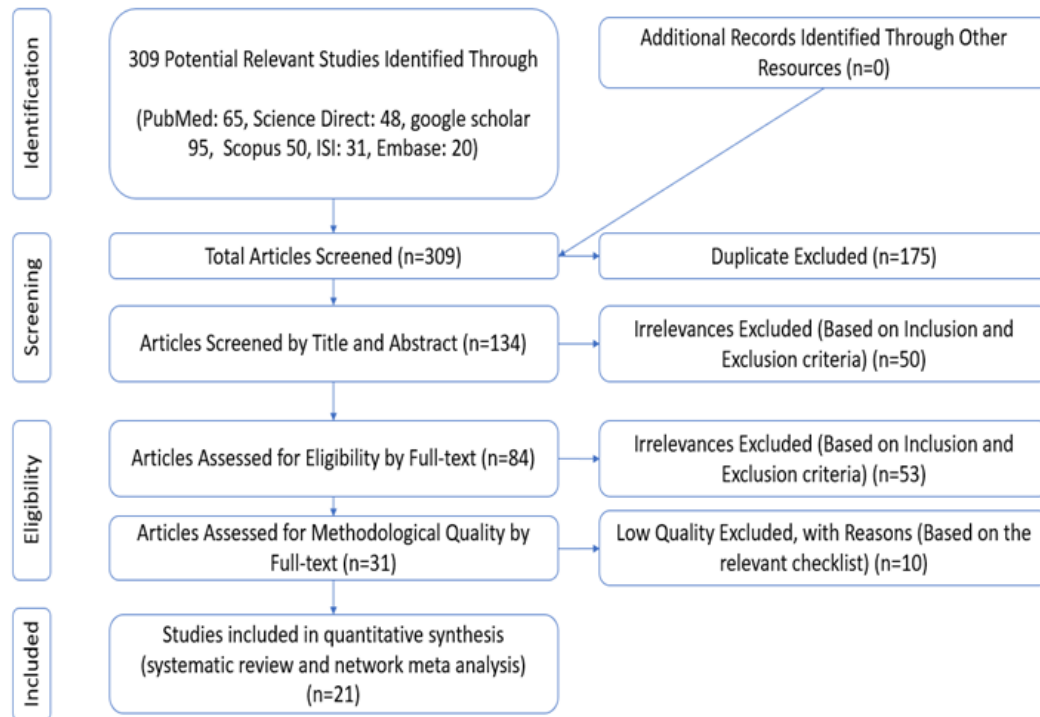 Identification
309 Potential Relevant Studies Identified Through
(PubMed: 65, Science Direct: 48, google scholar
95, Scopus 50, ISI: 31, Embase: 20)
Additional Records Identified Through Other
Resources (n=0)
Screening
Total Articles Screened (n=309)
Duplicate Excluded (n=175)
Articles Screened by Title and Abstract (n=134)
Irrelevances Excluded (Based on Inclusion and
Exclusion criteria) (n=50)
Eligibility
Articles Assessed for Eligibility by Full-text (n=84)
Irrelevances Excluded (Based on Inclusion and
Exclusion criteria) (n=53)
Articles Assessed for Methodological Quality by
Full-text (n=31)
Low Quality Excluded, with Reasons (Based on the
relevant checklist) (n=10)
Included
Studies included in quantitative synthesis
(systematic review and network meta analysis)
(n=21)